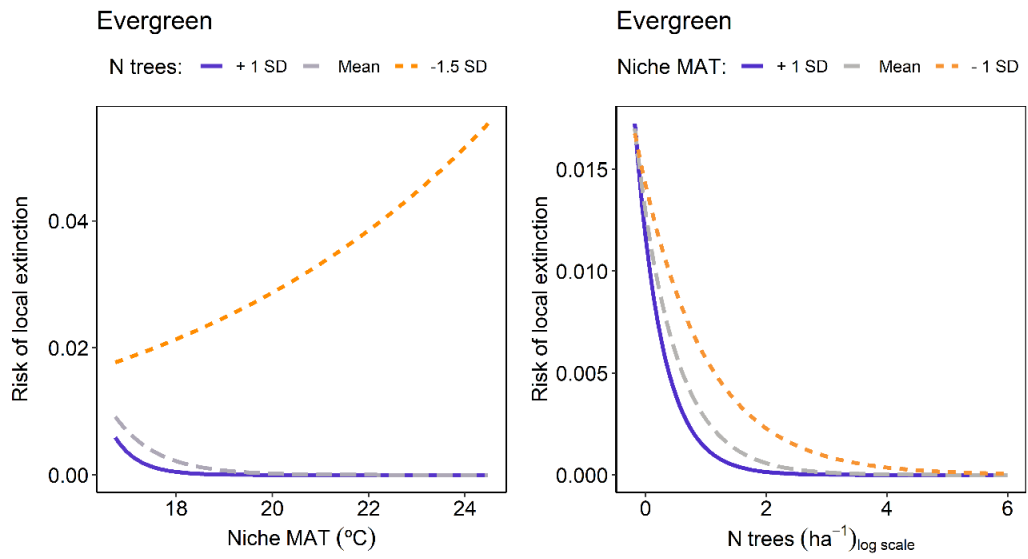 Evergreen
N trees: + 1 SD Mean -1.5 SD
Risk of local extinction
0.04
0.02
0.00
18 20 22 24
Niche MAT (ºC)
Evergreen
Niche MAT: + 1 SD Mean - 1 SD
Risk of local extinction
0.015
0.010
0.005
0.000
0 2 4 6
N trees (ha⁻¹)log scale